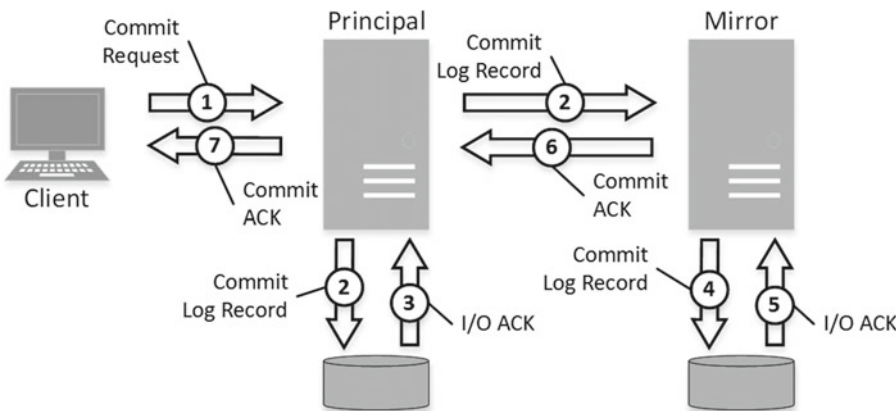 Principal
Mirror
Commit
Request
Commit
Log Record
1
2
7
6
Commit
ACK
Commit
ACK
Client
Commit
Log Record
2
3
I/O ACK
Commit
Log Record
4
5
I/O ACK